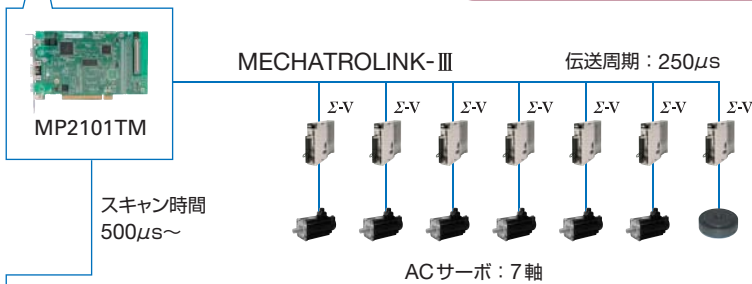 MECHATROLINK-Ⅲ
伝送周期：250μs
Σ-V Σ-V Σ-V Σ-V Σ-V Σ-V Σ-V
MP2101TM
スキャン時間
500μs～
ACサーボ：7軸